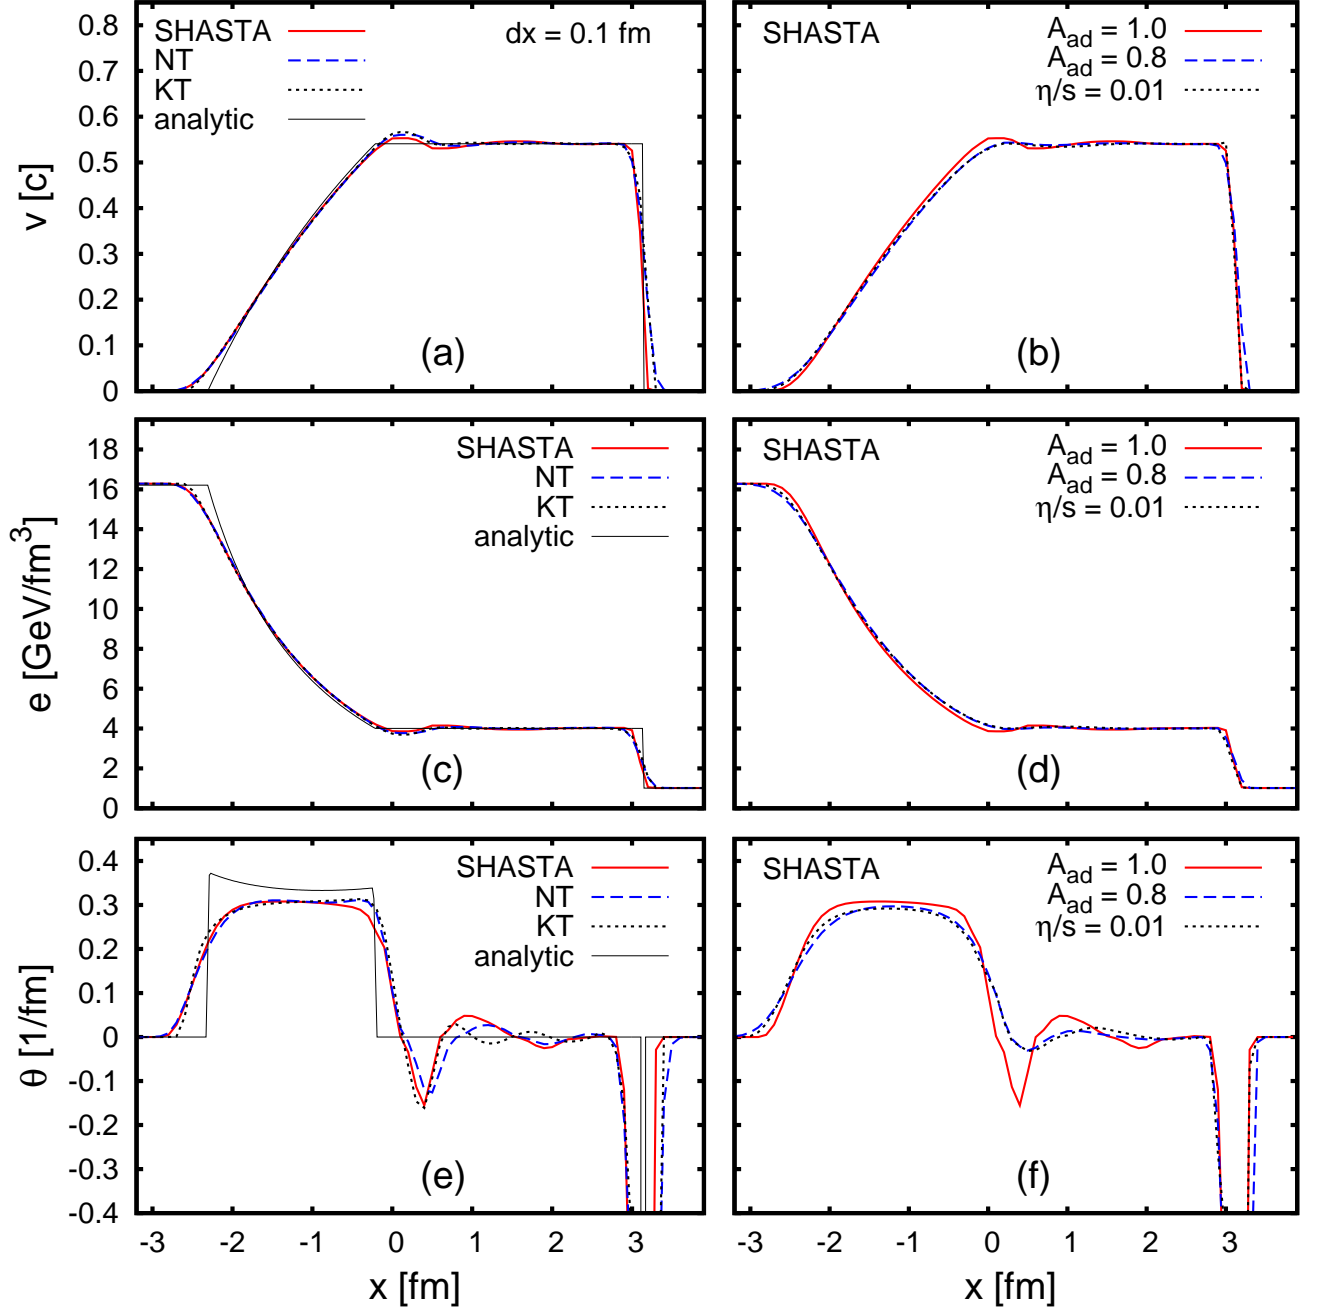 SHASTA
NT
KT
analytic
dx = 0.1 fm
SHASTA
A_ad = 1.0
A_ad = 0.8
η/s = 0.01
0.8
0.7
0.6
0.5
0.4
0.3
0.2
0.1
0
v [c]
(a)
(b)
SHASTA
NT
KT
analytic
SHASTA
A_ad = 1.0
A_ad = 0.8
η/s = 0.01
18
16
14
12
10
8
6
4
2
0
e [GeV/fm³]
(c)
(d)
SHASTA
NT
KT
analytic
SHASTA
A_ad = 1.0
A_ad = 0.8
η/s = 0.01
0.4
0.3
0.2
0.1
0
-0.1
-0.2
-0.3
-0.4
θ [1/fm]
(e)
(f)
-3 -2 -1 0 1 2 3
-3 -2 -1 0 1 2 3
x [fm]
x [fm]